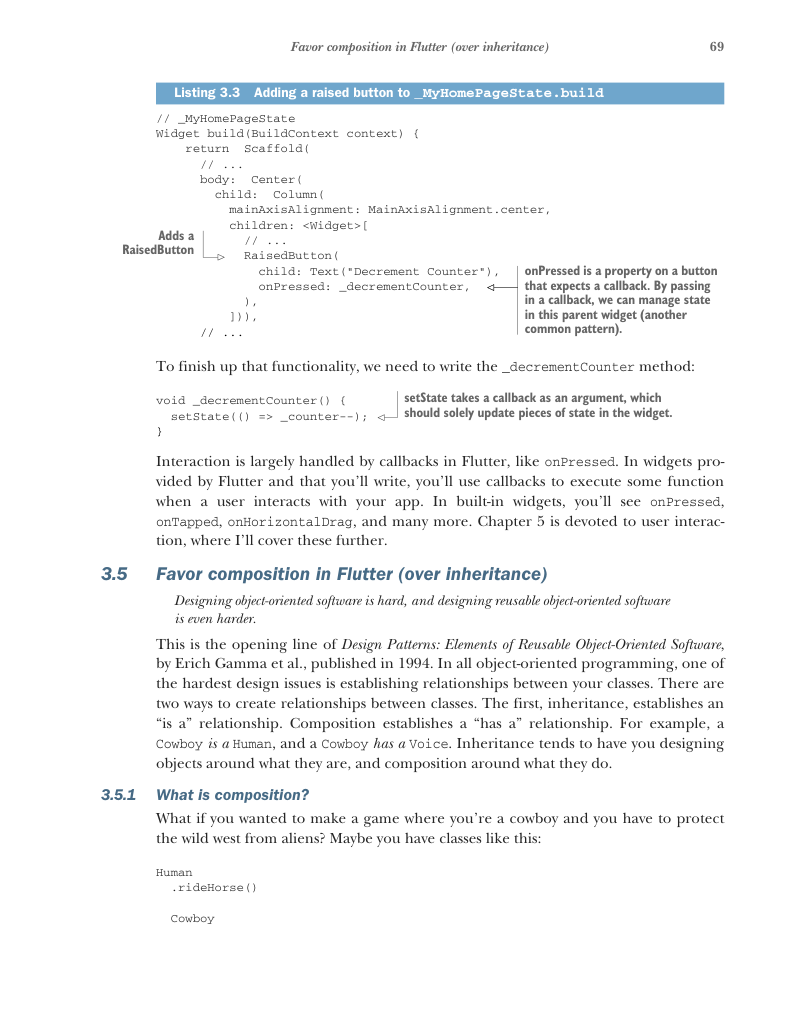 Favor composition in Flutter (over inheritance) 69
Listing 3.3 Adding a raised button to _MyHomePageState.build
// _MyHomePageState
Widget build(BuildContext context) {
    return  Scaffold(
      // ...
      body:  Center(
        child:  Column(
          mainAxisAlignment: MainAxisAlignment.center,
          children: <Widget>[
            // ...
Adds a
RaisedButton
            RaisedButton(
              child: Text("Decrement Counter"),
              onPressed: _decrementCounter,
            ),
          ])),
      // ...
onPressed is a property on a button
that expects a callback. By passing
in a callback, we can manage state
in this parent widget (another
common pattern).
To finish up that functionality, we need to write the _decrementCounter method:
void _decrementCounter() {
  setState(() => _counter--);
}
setState takes a callback as an argument, which
should solely update pieces of state in the widget.
Interaction is largely handled by callbacks in Flutter, like onPressed. In widgets pro-
vided by Flutter and that you'll write, you'll use callbacks to execute some function
when a user interacts with your app. In built-in widgets, you'll see onPressed,
onTapped, onHorizontalDrag, and many more. Chapter 5 is devoted to user interac-
tion, where I'll cover these further.
3.5 Favor composition in Flutter (over inheritance)
Designing object-oriented software is hard, and designing reusable object-oriented software
is even harder.
This is the opening line of Design Patterns: Elements of Reusable Object-Oriented Software,
by Erich Gamma et al., published in 1994. In all object-oriented programming, one of
the hardest design issues is establishing relationships between your classes. There are
two ways to create relationships between classes. The first, inheritance, establishes an
“is a” relationship. Composition establishes a “has a” relationship. For example, a
Cowboy is a Human, and a Cowboy has a Voice. Inheritance tends to have you designing
objects around what they are, and composition around what they do.
3.5.1 What is composition?
What if you wanted to make a game where you're a cowboy and you have to protect
the wild west from aliens? Maybe you have classes like this:
Human
  .rideHorse()
  Cowboy